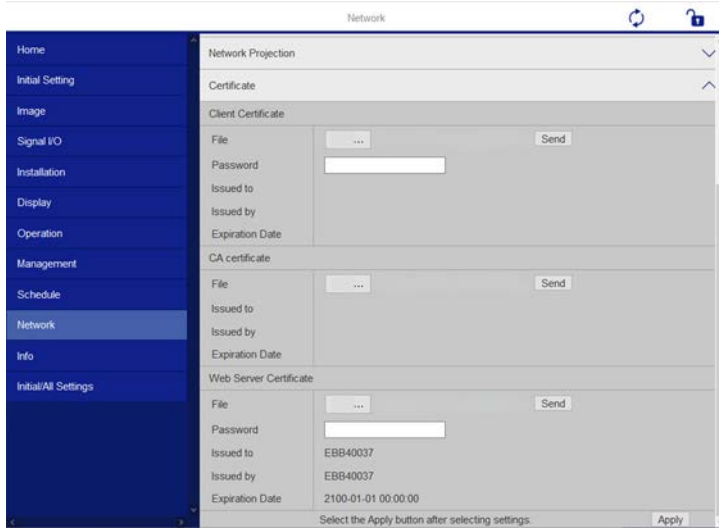 Network
Home
Initial Setting
Image
Signal I/O
Installation
Display
Operation
Management
Schedule
Network
Info
Initial/All Settings
Network Projection
Certificate
Client Certificate
File ... Send
Password
Issued to
Issued by
Expiration Date
CA certificate
File ... Send
Issued to
Issued by
Expiration Date
Web Server Certificate
File ... Send
Password
Issued to EBB40037
Issued by EBB40037
Expiration Date 2100-01-01 00:00:00
Select the Apply button after selecting settings. Apply